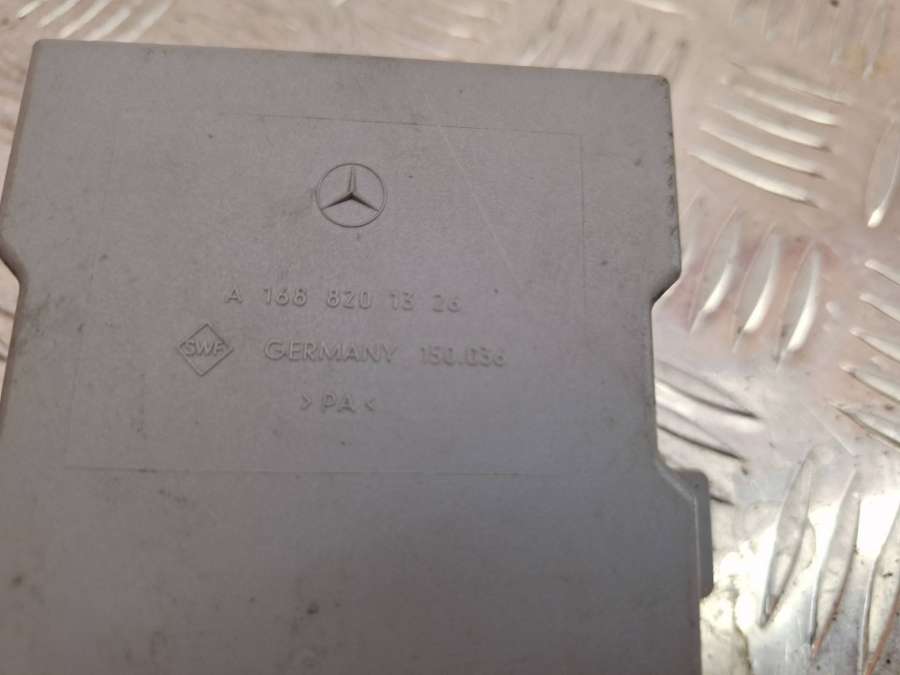 A 168 820 13 26
SWF GERMANY 150.036
>PA<